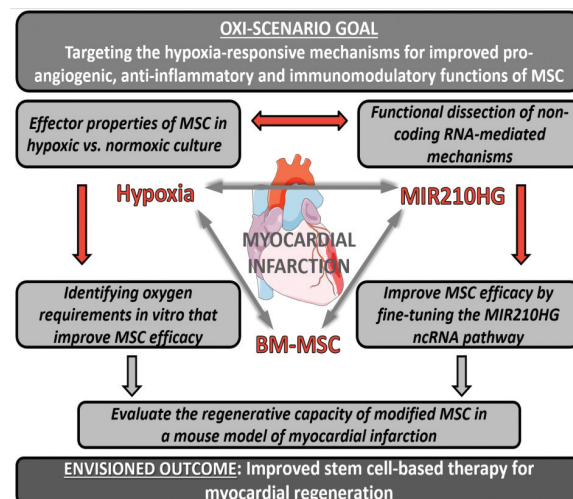 OXI-SCENARIO GOAL
Targeting the hypoxia-responsive mechanisms for improved pro-
angiogenic, anti-inflammatory and immunomodulatory functions of MSC
Effector properties of MSC in
hypoxic vs. normoxic culture
Functional dissection of non-
coding RNA-mediated
mechanisms
Hypoxia
MIR210HG
MYOCARDIAL
INFARCTION
BM-MSC
Identifying oxygen
requirements in vitro that
improve MSC efficacy
Improve MSC efficacy by
fine-tuning the MIR210HG
ncRNA pathway
Evaluate the regenerative capacity of modified MSC in
a mouse model of myocardial infarction
ENVISIONED OUTCOME: Improved stem cell-based therapy for
myocardial regeneration